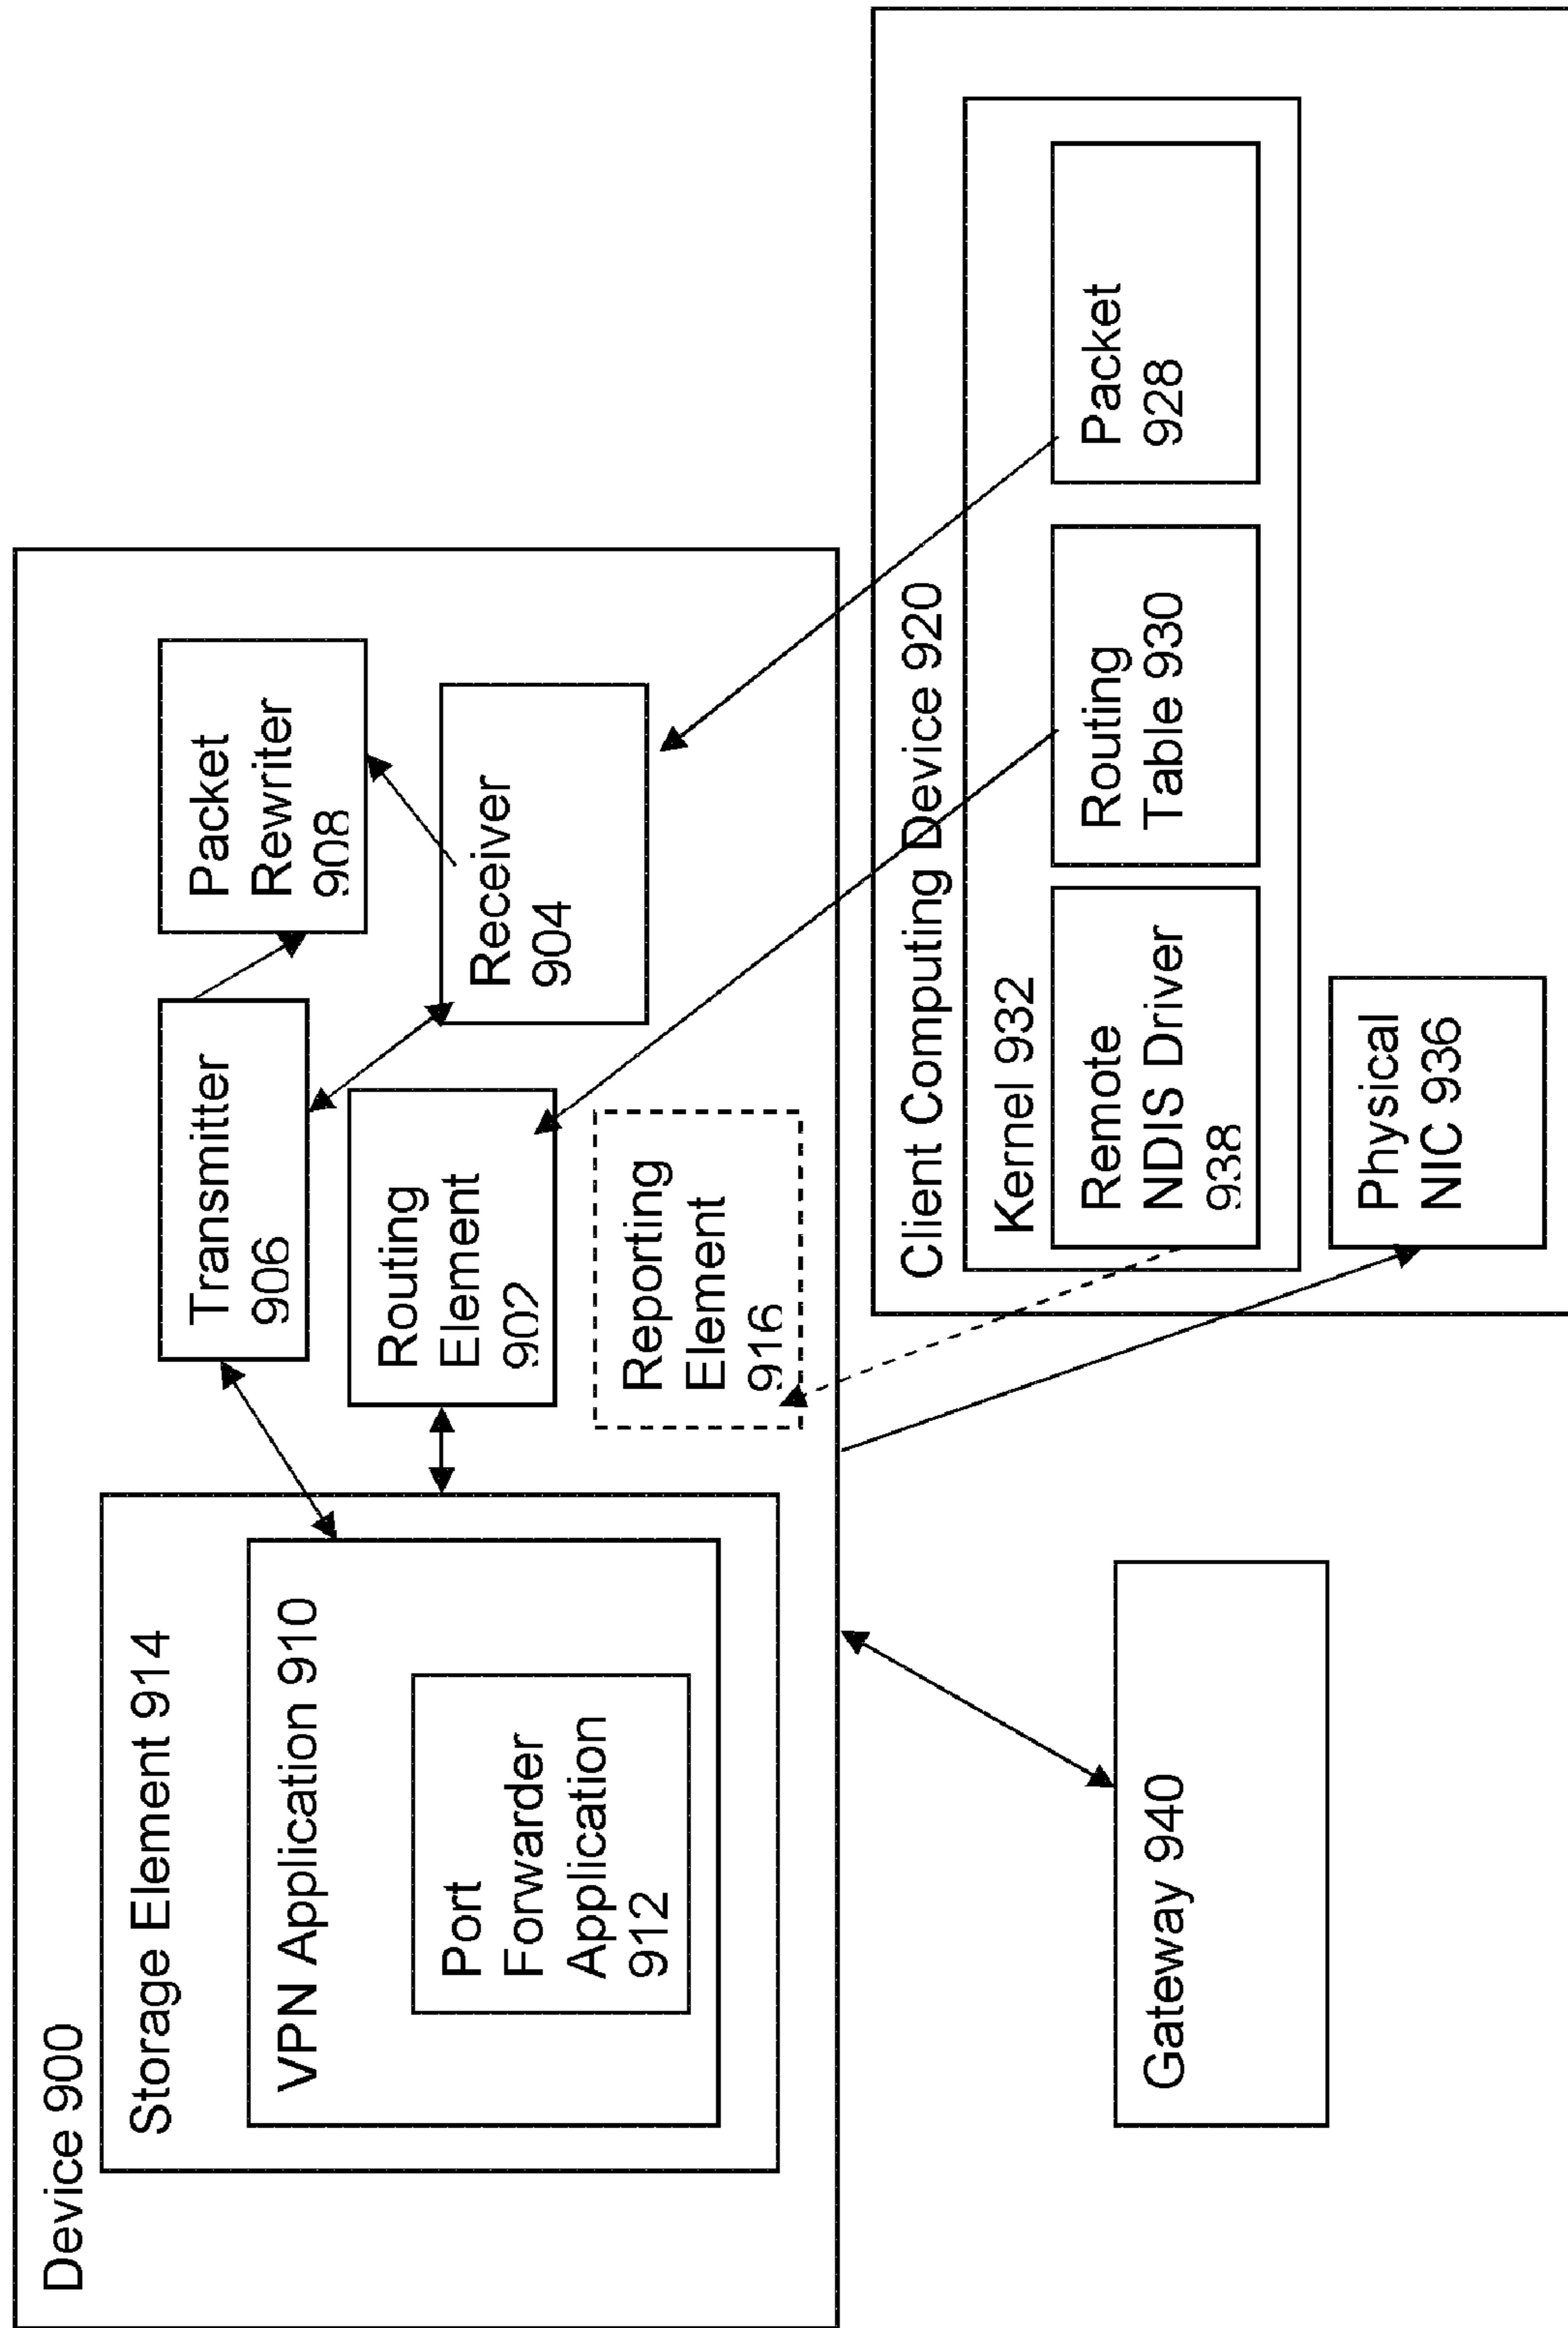 Device 900
Storage Element 914
VPN Application 910
Port
Forwarder
Application
912
Transmitter
906
Packet
Rewriter
908
Routing
Element
902
Receiver
904
Reporting
Element
916
Gateway 940
Client Computing Device 920
Kernel 932
Remote
NDIS Driver
938
Routing
Table 930
Packet
928
Physical
NIC 936